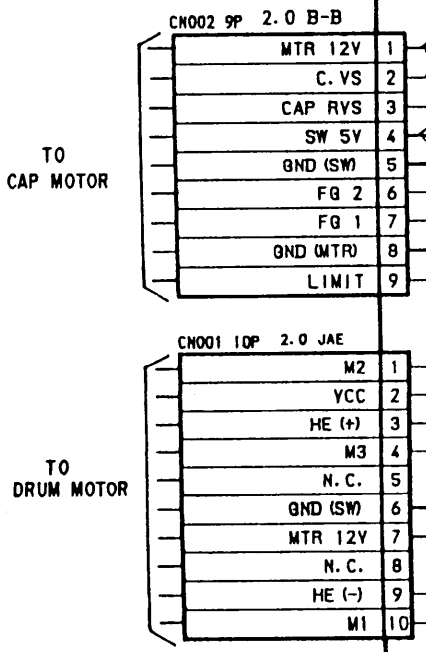 CN002 9P 2.0 B-B
MTR 12V 1
C. VS 2
CAP RVS 3
SW 5V 4
GND (SW) 5
FG 2 6
FG 1 7
GND (MTR) 8
LIMIT 9
TO
CAP MOTOR
CN001 10P 2.0 JAE
M2 1
VCC 2
HE (+) 3
M3 4
N.C. 5
GND (SW) 6
MTR 12V 7
N.C. 8
HE (-) 9
M1 10
TO
DRUM MOTOR